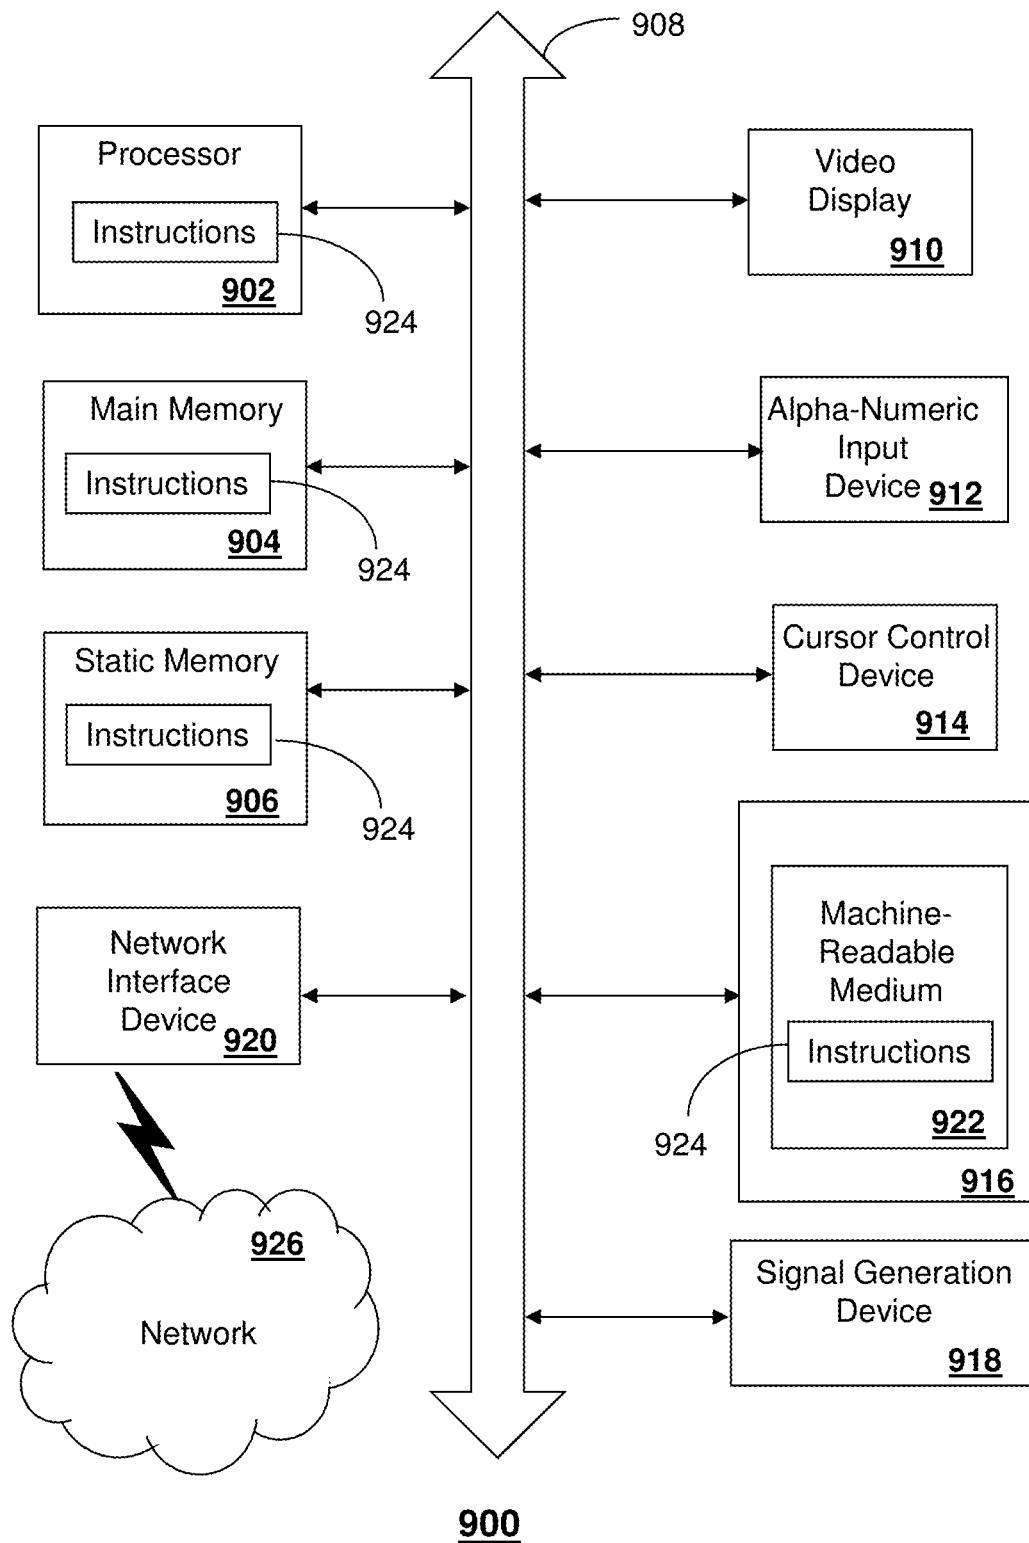 908
Processor
Instructions
902
924
Main Memory
Instructions
904
924
Static Memory
Instructions
906
924
Network
Interface
Device
920
926
Network
Video
Display
910
Alpha-Numeric
Input
Device
912
Cursor Control
Device
914
Machine-
Readable
Medium
Instructions
924
922
916
Signal Generation
Device
918
900